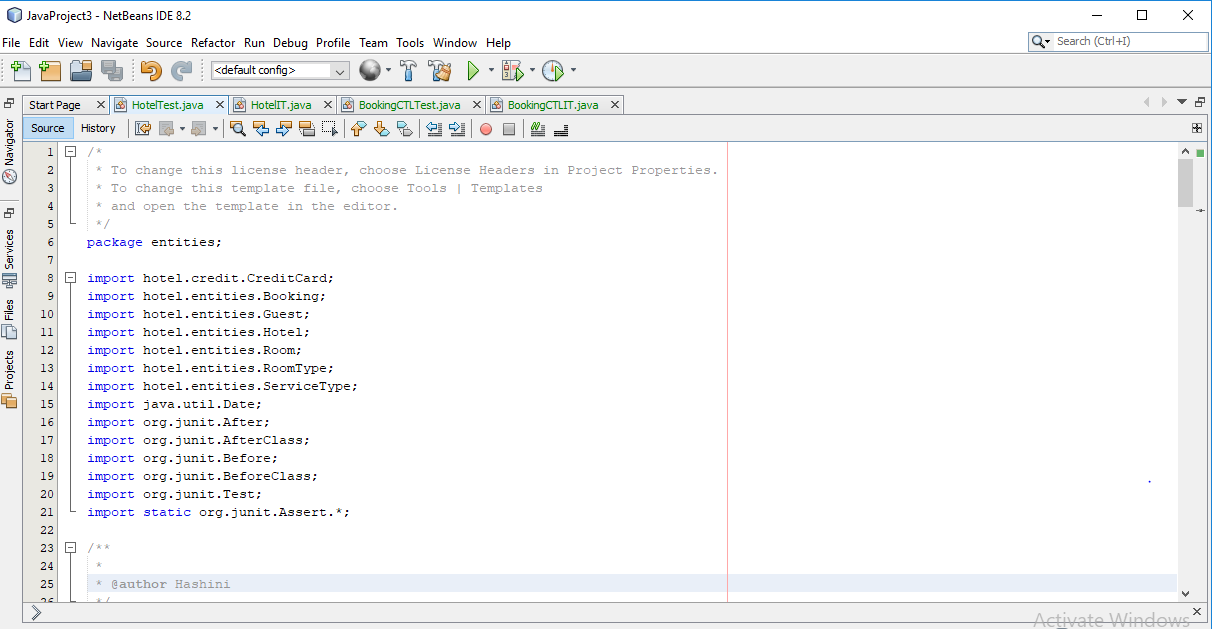 JavaProject3 - NetBeans IDE 8.2
File Edit View Navigate Source Refactor Run Debug Profile Team Tools Window Help
Search (Ctrl+I)
<default config>
Start Page HotelTest.java HotelIT.java BookingCTLTest.java BookingCTLIT.java
Source History
Navigator
Services
Files
Projects
1 /*
2 * To change this license header, choose License Headers in Project Properties.
3 * To change this template file, choose Tools | Templates
4 * and open the template in the editor.
5 */
6 package entities;
7
8 import hotel.credit.CreditCard;
9 import hotel.entities.Booking;
10 import hotel.entities.Guest;
11 import hotel.entities.Hotel;
12 import hotel.entities.Room;
13 import hotel.entities.RoomType;
14 import hotel.entities.ServiceType;
15 import java.util.Date;
16 import org.junit.After;
17 import org.junit.AfterClass;
18 import org.junit.Before;
19 import org.junit.BeforeClass;
20 import org.junit.Test;
21 import static org.junit.Assert.*;
22
23 /**
24 *
25 * @author Hashini
26 */
Activate Windows